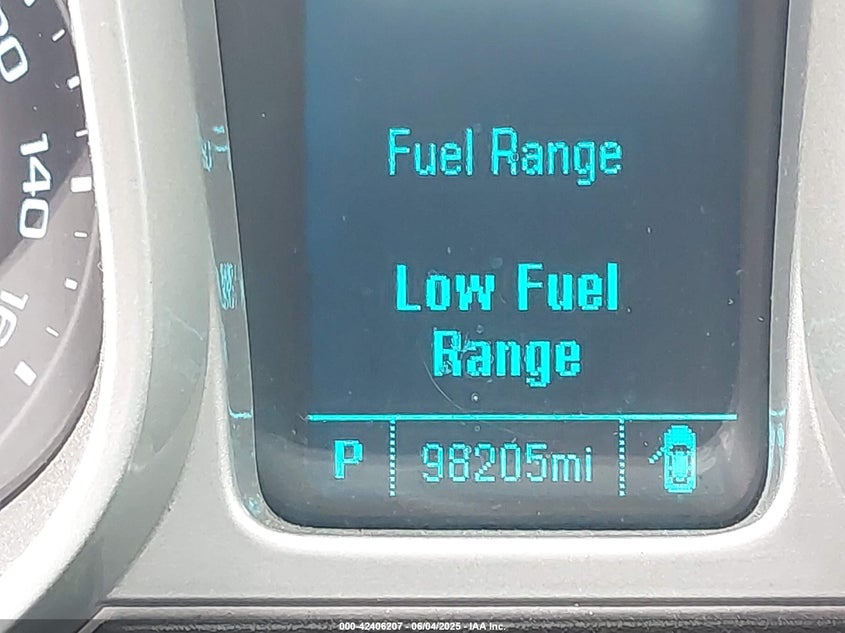 140
Fuel Range
Low Fuel
Range
P 98205mi
000-42406207 - 06/04/2025 - IAA Inc.